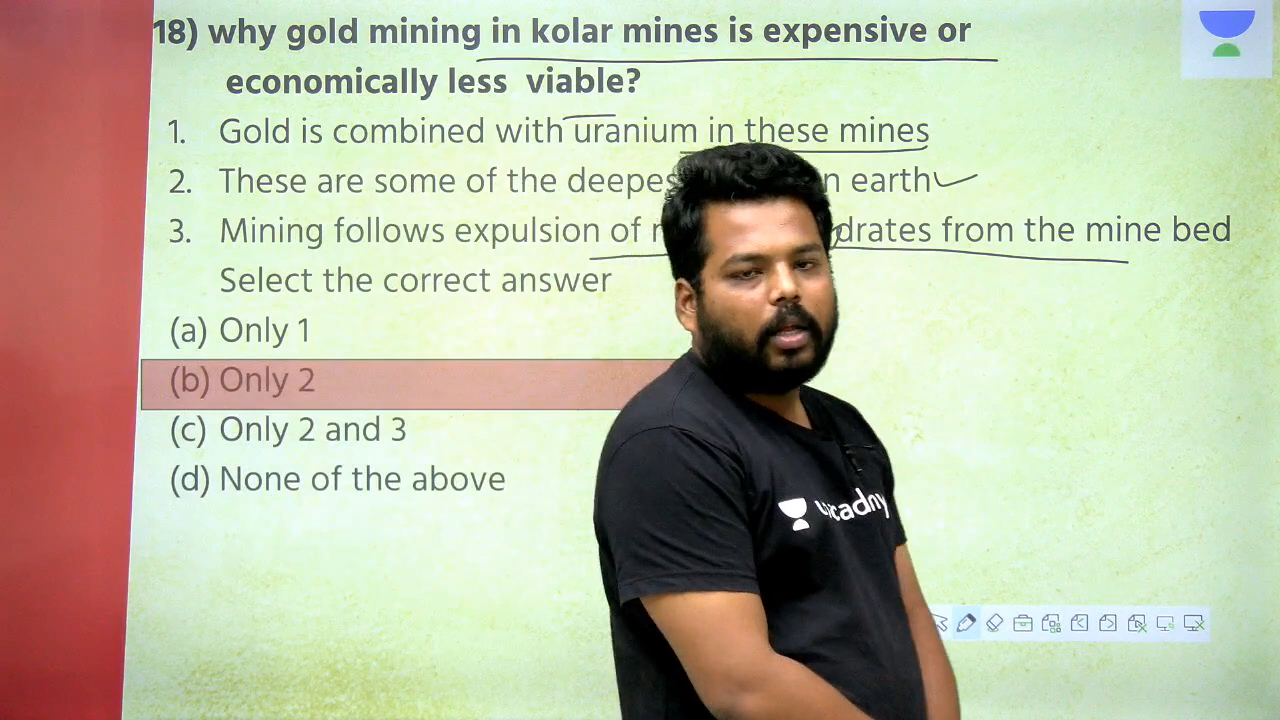 18) why gold mining in kolar mines is expensive or
economically less viable?
1. Gold is combined with uranium in these mines
2. These are some of the earth
3. Mining follows expulsion of from the mine bed
Select the correct answer
(a) Only 1
(b) Only 2
(c) Only 2 and 3
(d) None of the above